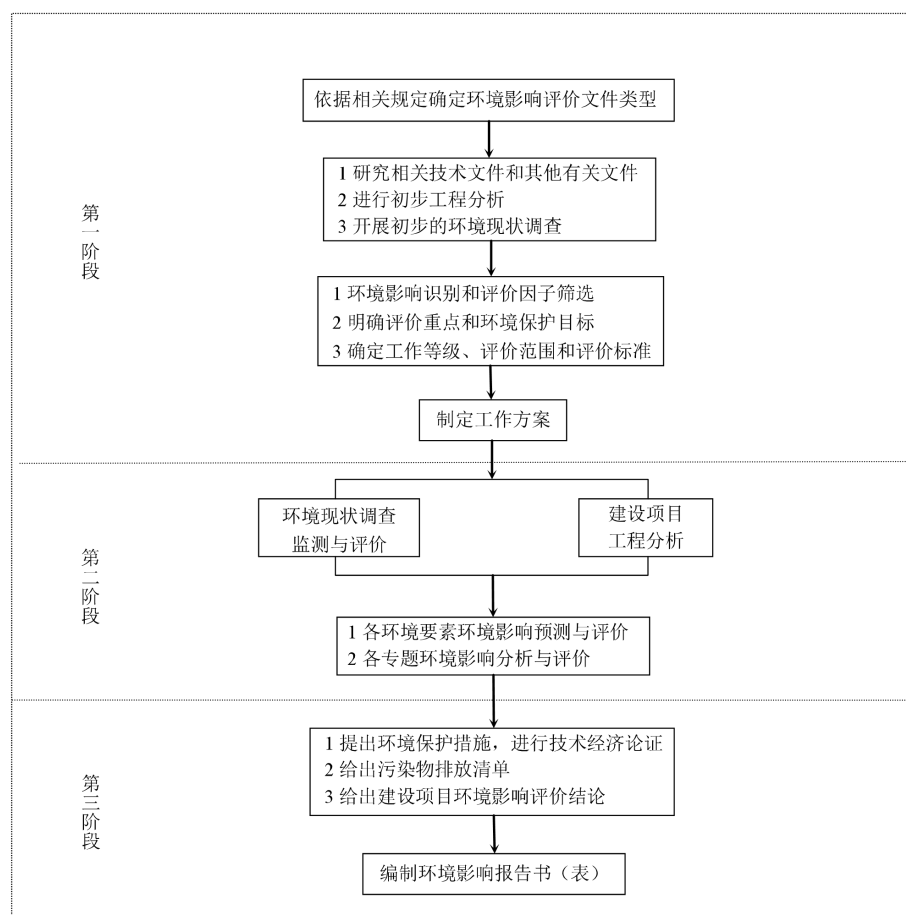 依据相关规定确定环境影响评价文件类型
第一阶段
1 研究相关技术文件和其他有关文件
2 进行初步工程分析
3 开展初步的环境现状调查
1 环境影响识别和评价因子筛选
2 明确评价重点和环境保护目标
3 确定工作等级、评价范围和评价标准
制定工作方案
第二阶段
环境现状调查
监测与评价
建设项目
工程分析
1 各环境要素环境影响预测与评价
2 各专题环境影响分析与评价
第三阶段
1 提出环境保护措施，进行技术经济论证
2 给出污染物排放清单
3 给出建设项目环境影响评价结论
编制环境影响报告书（表）